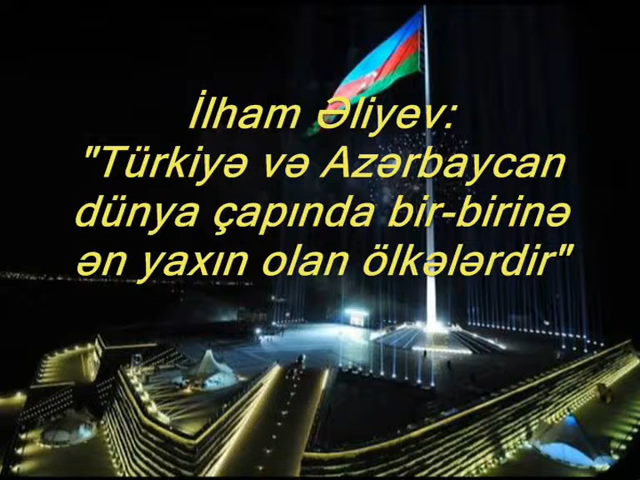 İlham Əliyev:
"Türkiyə və Azərbaycan
dünya çapında bir-birinə
ən yaxın olan ölkələrdir"